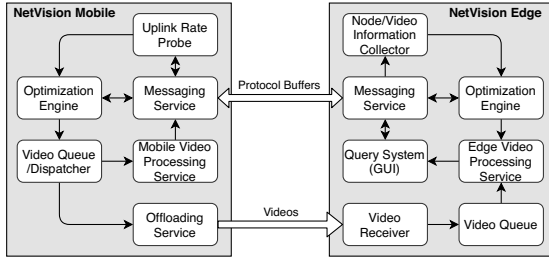 NetVision Mobile
Uplink Rate
Probe
Optimization
Engine
Messaging
Service
Video Queue
/Dispatcher
Mobile Video
Processing
Service
Offloading
Service
Protocol Buffers
Videos
NetVision Edge
Node/Video
Information
Collector
Messaging
Service
Optimization
Engine
Query System
(GUI)
Edge Video
Processing
Service
Video
Receiver
Video Queue